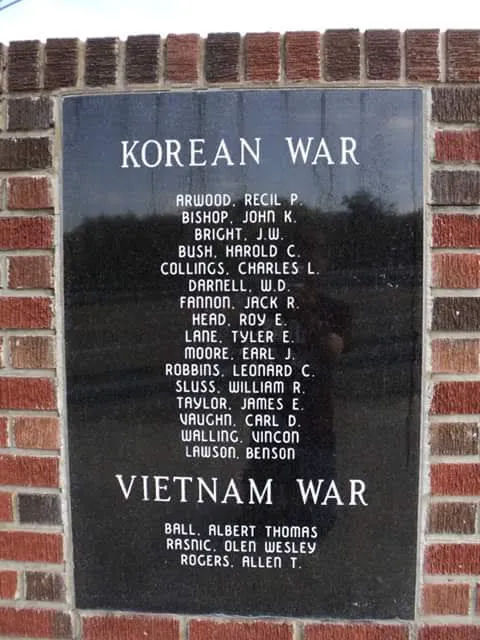 KOREAN WAR
ARWOOD, RECIL P.
BISHOP, JOHN K.
BRIGHT, J.W.
BUSH, HAROLD C.
COLLINGS, CHARLES L.
DARNELL, W.D.
FANNON, JACK R.
HEAD, ROY E.
LANE, TYLER E.
MOORE, EARL J.
ROBBINS, LEONARD C.
SLUSS, WILLIAM R.
TAYLOR, JAMES E.
VAUGHN, CARL D.
WALLING, VINCON
LAWSON, BENSON
VIETNAM WAR
BALL, ALBERT THOMAS
RASNIC, OLEN WESLEY
ROGERS, ALLEN T.